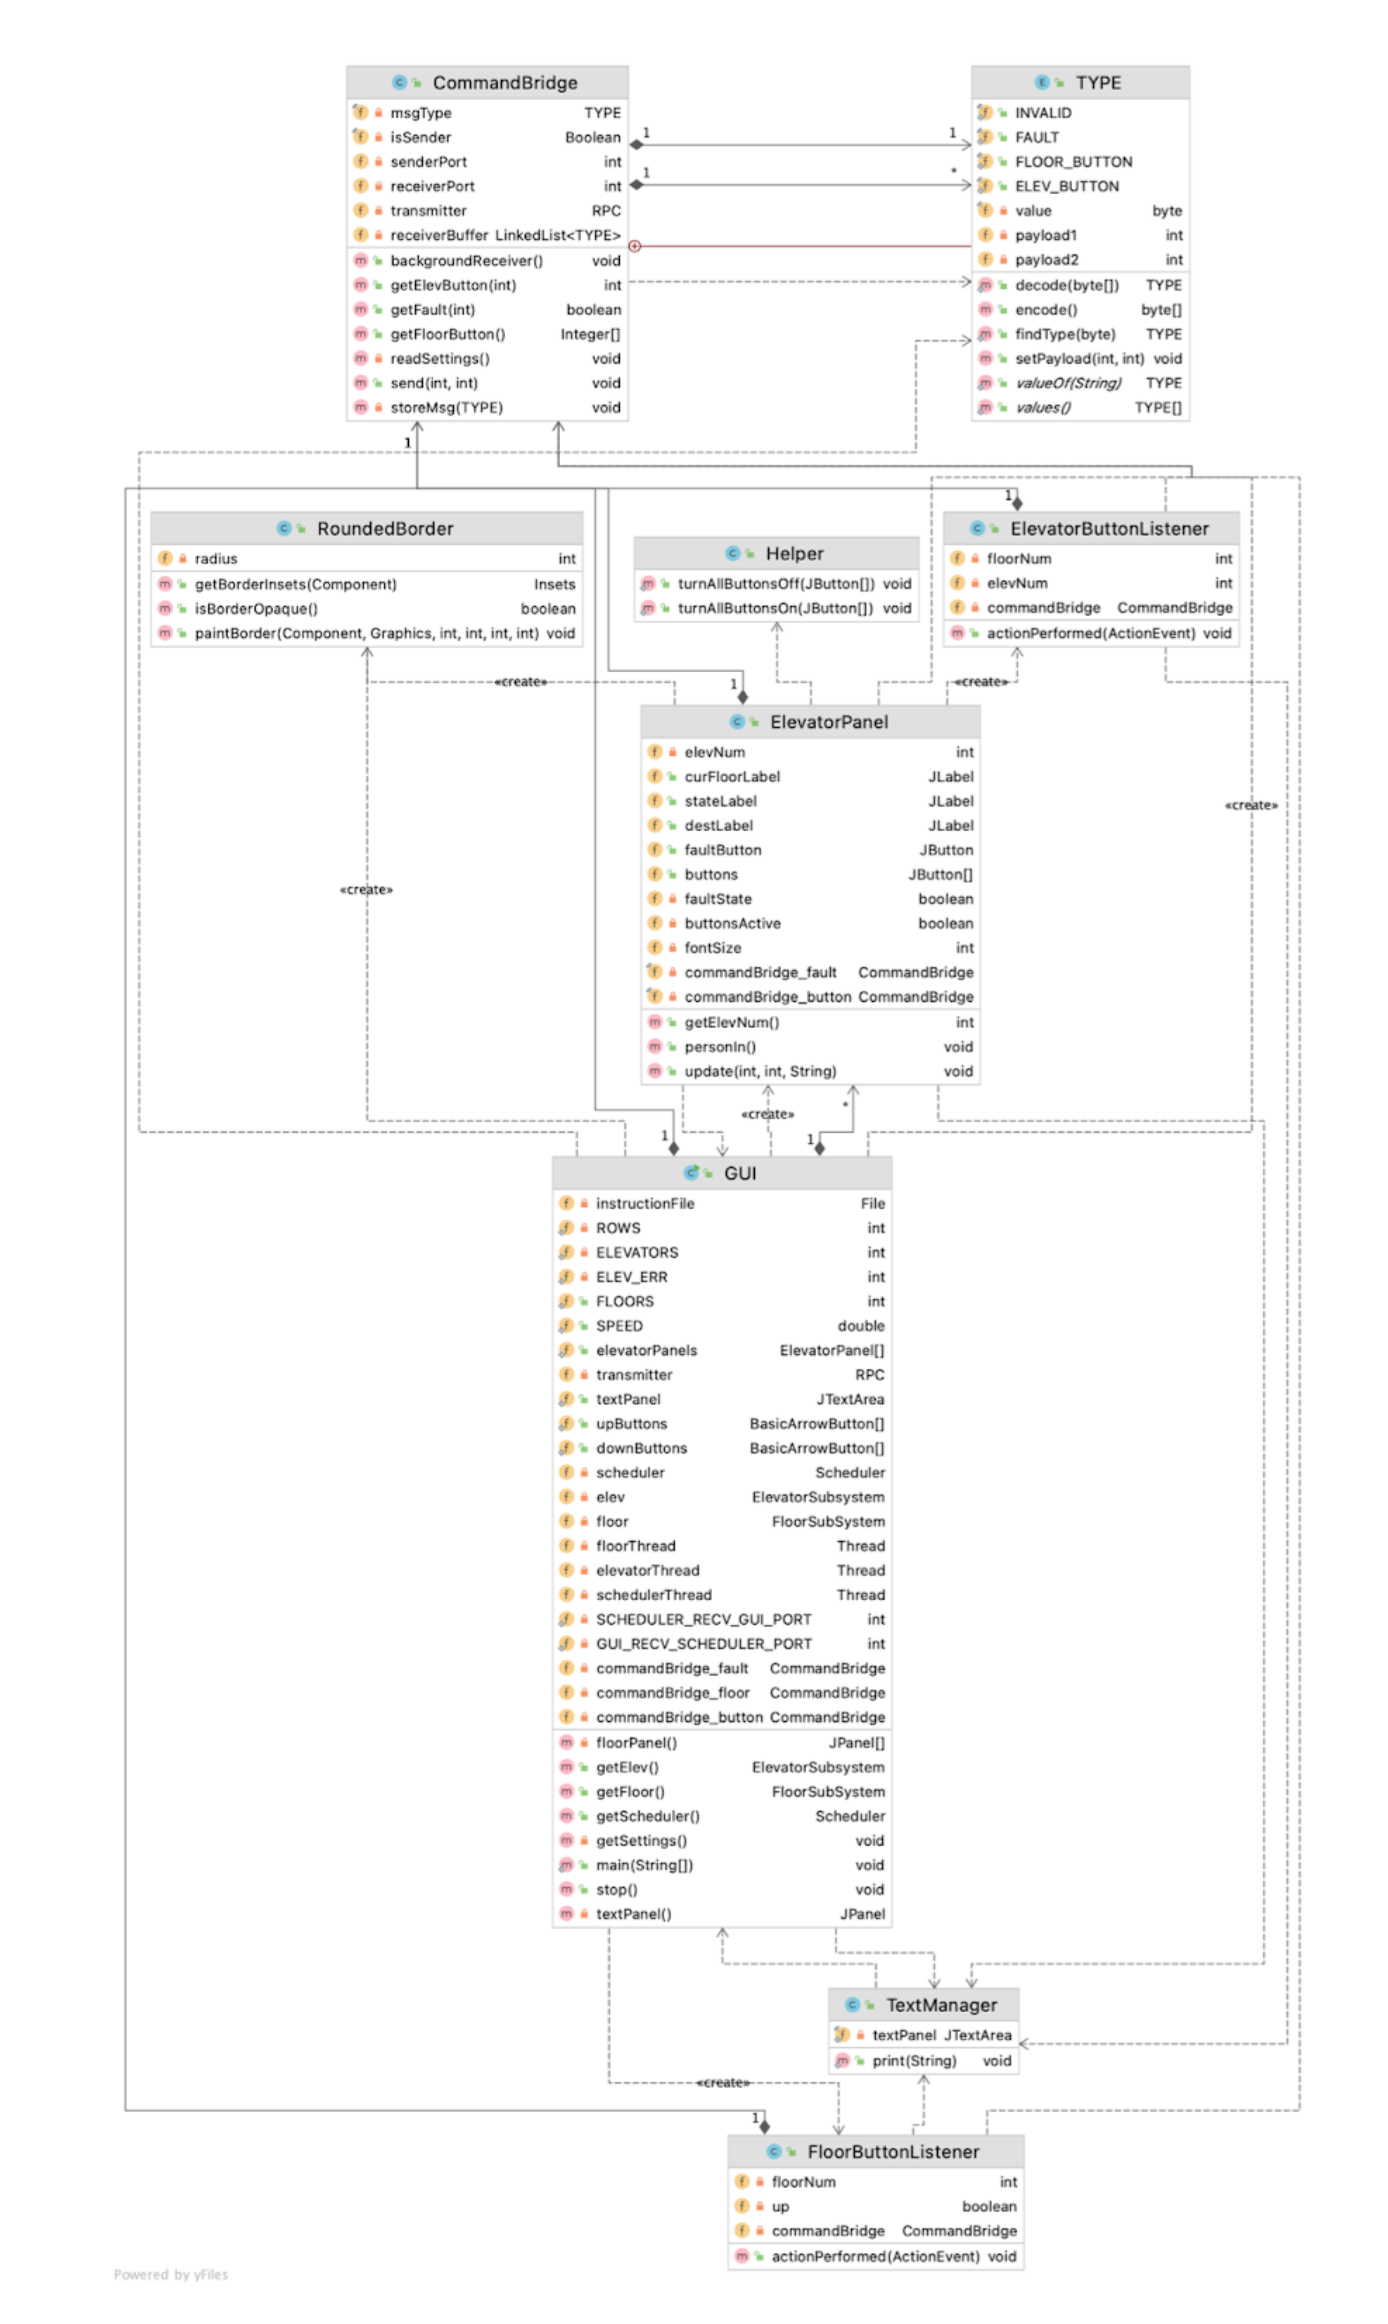 CommandBridge
msgType TYPE
isSender Boolean
senderPort int
receiverPort int
transmitter RPC
receiverBuffer LinkedList<TYPE>
backgroundReceiver() void
getElevButton(int) int
getFault(int) boolean
getFloorButton() Integer[]
readSettings() void
send(int, int) void
storeMsg(TYPE) void
1 1
1 *
TYPE
INVALID
FAULT
FLOOR_BUTTON
ELEV_BUTTON
value byte
payload1 int
payload2 int
decode(byte[]) TYPE
encode() byte[]
findType(byte) TYPE
setPayload(int, int) void
valueOf(String) TYPE
values() TYPE[]
1
1
RoundedBorder
radius int
getBorderInsets(Component) Insets
isBorderOpaque() boolean
paintBorder(Component, Graphics, int, int, int, int) void
Helper
turnAllButtonsOff(JButton[]) void
turnAllButtonsOn(JButton[]) void
ElevatorButtonListener
floorNum int
elevNum int
commandBridge CommandBridge
actionPerformed(ActionEvent) void
«create»
1
«create»
ElevatorPanel
elevNum int
curFloorLabel JLabel
stateLabel JLabel
destLabel JLabel
faultButton JButton
buttons JButton[]
faultState boolean
buttonsActive boolean
fontSize int
commandBridge_fault CommandBridge
commandBridge_button CommandBridge
getElevNum() int
personIn() void
update(int, int, String) void
«create»
«create»
«create»
*
1
1
GUI
instructionFile File
ROWS int
ELEVATORS int
ELEV_ERR int
FLOORS int
SPEED double
elevatorPanels ElevatorPanel[]
transmitter RPC
textPanel JTextArea
upButtons BasicArrowButton[]
downButtons BasicArrowButton[]
scheduler Scheduler
elev ElevatorSubsystem
floor FloorSubSystem
floorThread Thread
elevatorThread Thread
schedulerThread Thread
SCHEDULER_RECV_GUI_PORT int
GUI_RECV_SCHEDULER_PORT int
commandBridge_fault CommandBridge
commandBridge_floor CommandBridge
commandBridge_button CommandBridge
floorPanel() JPanel[]
getElev() ElevatorSubsystem
getFloor() FloorSubSystem
getScheduler() Scheduler
getSettings() void
main(String[]) void
stop() void
textPanel() JPanel
TextManager
textPanel JTextArea
print(String) void
«create»
1
FloorButtonListener
floorNum int
up boolean
commandBridge CommandBridge
actionPerformed(ActionEvent) void
Powered by yFiles